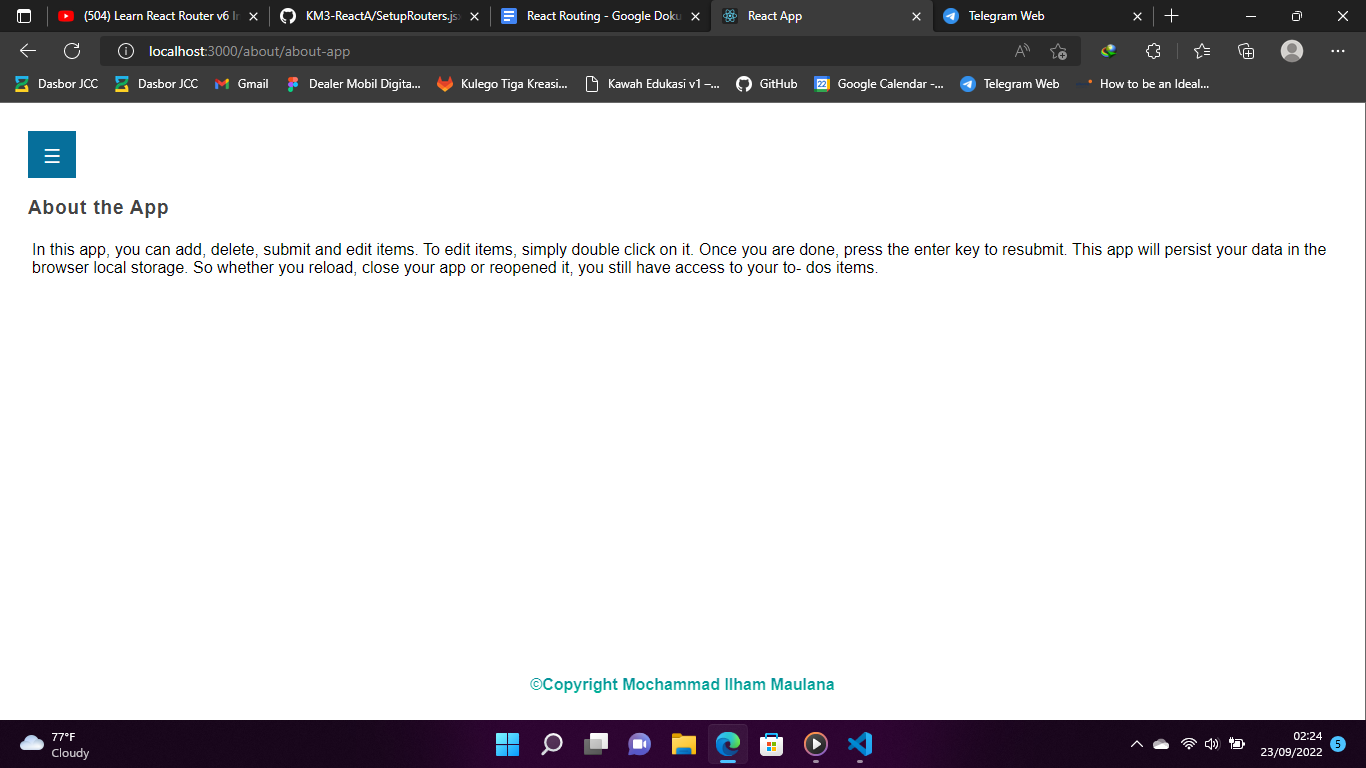 (504) Learn React Router v6 In
KM3-ReactA/SetupRouters.jsx
React Routing - Google Doku
React App
Telegram Web
localhost:3000/about/about-app
Dasbor JCC
Dasbor JCC
Gmail
Dealer Mobil Digita...
Kulego Tiga Kreasi...
Kawah Edukasi v1 –...
GitHub
22
Google Calendar -...
Telegram Web
How to be an Ideal...
About the App
In this app, you can add, delete, submit and edit items. To edit items, simply double click on it. Once you are done, press the enter key to resubmit. This app will persist your data in the
browser local storage. So whether you reload, close your app or reopened it, you still have access to your to- dos items.
©Copyright Mochammad Ilham Maulana
77°F
Cloudy
02:24
23/09/2022
5